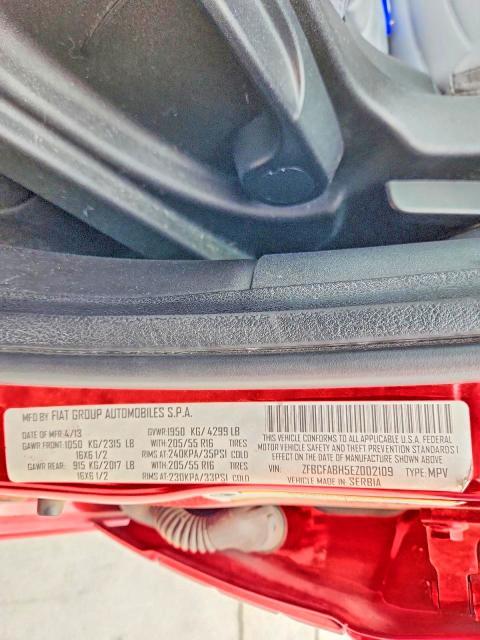 MFD BY FIAT GROUP AUTOMOBILES S.P.A.
DATE OF MFR: 4/13 GVWR: 1950 KG/ 4299 LB
GAWR FRONT: 1050 KG/2315 LB WITH 205/55 R16 TIRES
16X6 1/2 RIMS AT 240KPA/35PSI COLD
GAWR REAR: 915 KG/2017 LB WITH 205/55 R16 TIRES
16X6 1/2 RIMS AT 230KPA/33PSI COLD
THIS VEHICLE CONFORMS TO ALL APPLICABLE U.S.A. FEDERAL
MOTOR VEHICLE SAFETY AND THEFT PREVENTION STANDARDS
IN EFFECT ON THE DATE OF MANUFACTURE SHOWN ABOVE.
VIN: ZFBCFABH5EZ002109 TYPE: MPV
VEHICLE MADE IN SERBIA